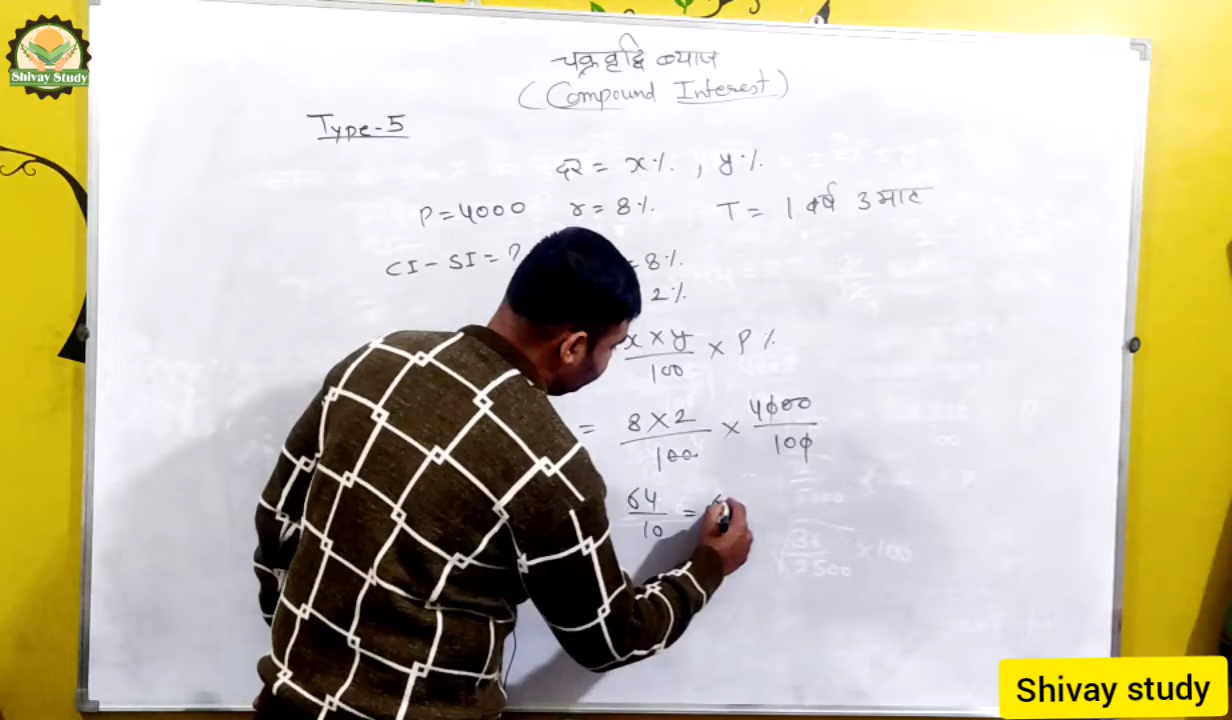 Shivay Study
चक्रवृद्धि ब्याज
(Compound Interest)
Type-5
दर = x%. , y%.
P = 4000 r = 8%. T = 1 वर्ष 3 माह
CI - SI = ? = 8%.
2%.
x × y / 100 × P%
= 8 × 2 / 100 × 4000 / 100
64 / 10 =
Shivay study